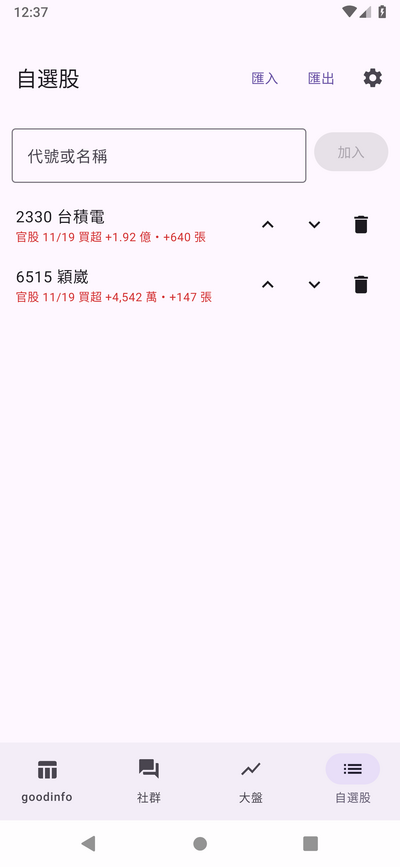 12:37
自選股
匯入
匯出
代號或名稱
加入
2330 台積電
官股 11/19 買超 +1.92 億・+640 張
6515 穎崴
官股 11/19 買超 +4,542 萬・+147 張
goodinfo
社群
大盤
自選股